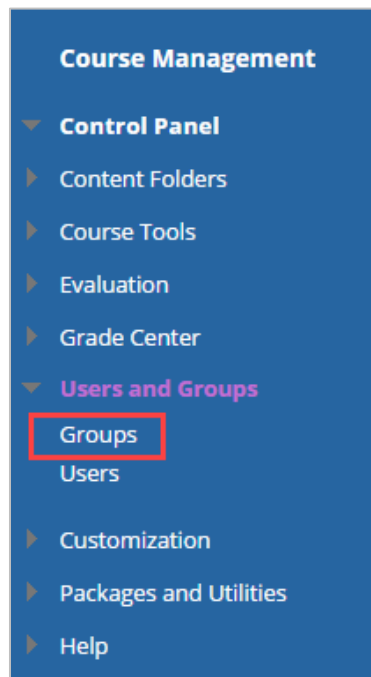 Course Management
Control Panel
Content Folders
Course Tools
Evaluation
Grade Center
Users and Groups
Groups
Users
Customization
Packages and Utilities
Help